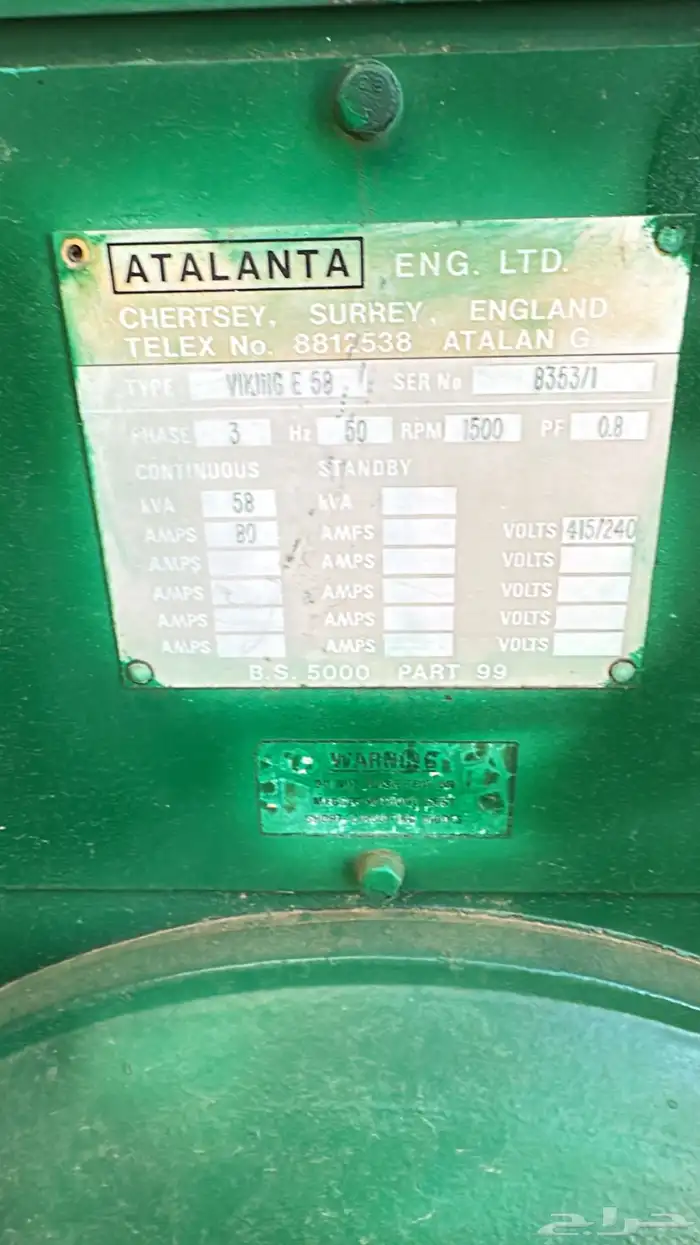 ATALANTA ENG. LTD.
CHERTSEY, SURREY, ENGLAND
TELEX No. 8812538 ATALAN G.
TYPE VIKING E 58 SER No 8353/1
PHASE 3 Hz 50 RPM 1500 PF 0.8
CONTINUOUS STANDBY
kVA 58 kVA
AMPS 80 AMPS VOLTS 415/240
AMPS AMPS VOLTS
AMPS AMPS VOLTS
AMPS AMPS VOLTS
AMPS AMPS VOLTS
B.S. 5000 PART 99
WARNING
حراج